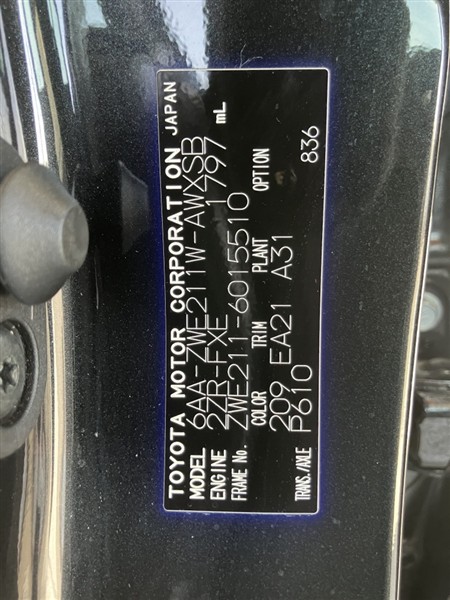 TOYOTA MOTOR CORPORATION JAPAN
MODEL 6AA-ZWE211W-AWXSB
ENGINE 2ZR-FXE 1797 mL
FRAME No. ZWE211-6015510
COLOR TRIM PLANT OPTION
209 EA21 A31 836
TRANS./AXLE P610